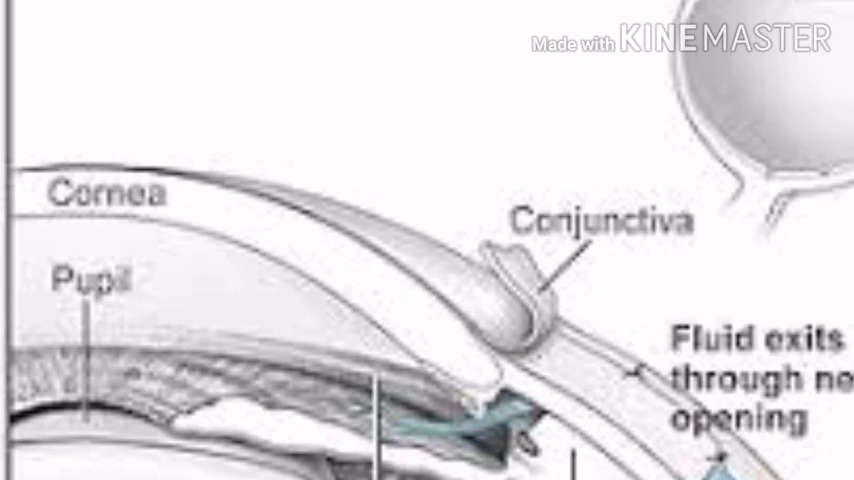 Made with KINEMASTER
Cornea
Conjunctiva
Pupil
Fluid exits
through ne
opening